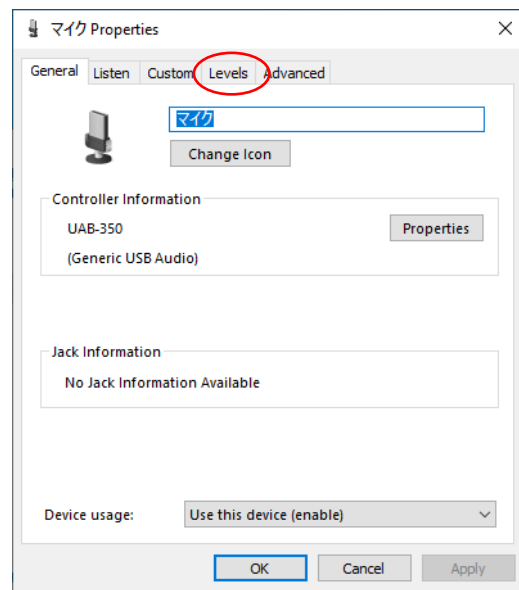 マイク Properties
General Listen Custom Levels Advanced
マイク
Change Icon
Controller Information
UAB-350
Properties
(Generic USB Audio)
Jack Information
No Jack Information Available
Device usage: Use this device (enable)
OK Cancel Apply